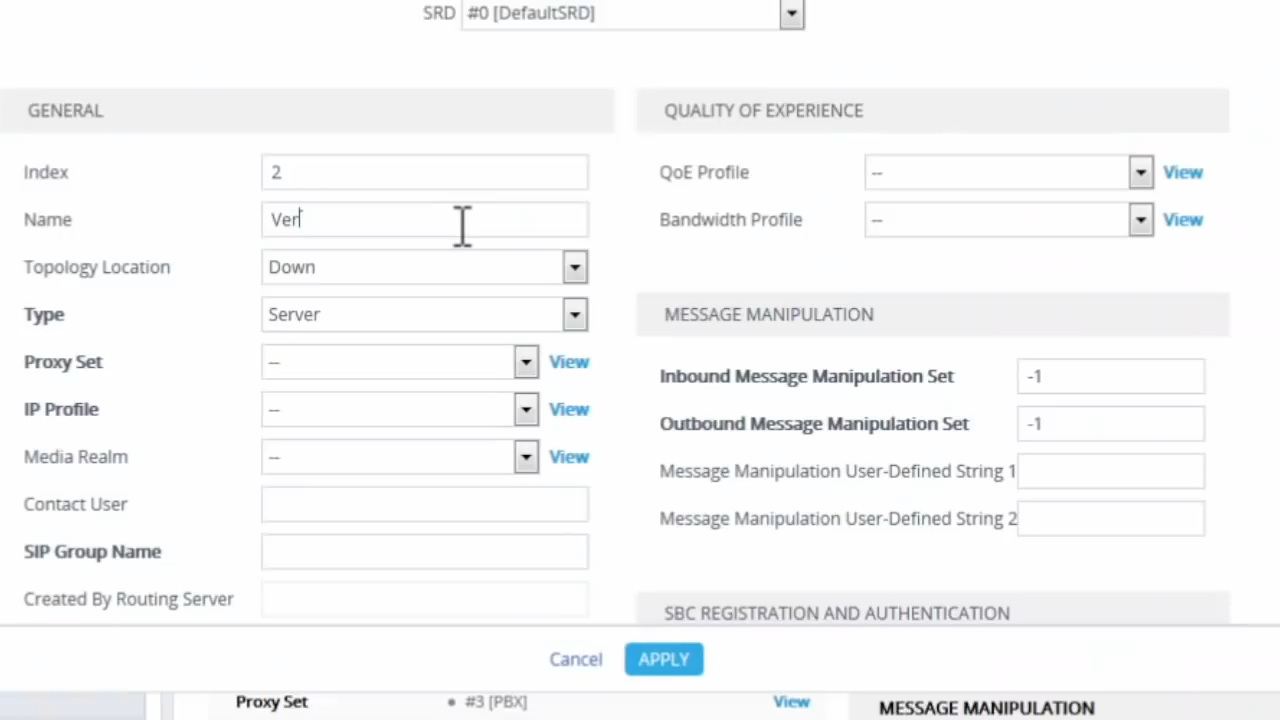 SRD #0 [DefaultSRD]
GENERAL
Index 2
Name Ver
Topology Location Down
Type Server
Proxy Set -- View
IP Profile -- View
Media Realm -- View
Contact User
SIP Group Name
Created By Routing Server
QUALITY OF EXPERIENCE
QoE Profile -- View
Bandwidth Profile -- View
MESSAGE MANIPULATION
Inbound Message Manipulation Set -1
Outbound Message Manipulation Set -1
Message Manipulation User-Defined String 1
Message Manipulation User-Defined String 2
SBC REGISTRATION AND AUTHENTICATION
Cancel APPLY
Proxy Set • #3 [PBX] View
MESSAGE MANIPULATION